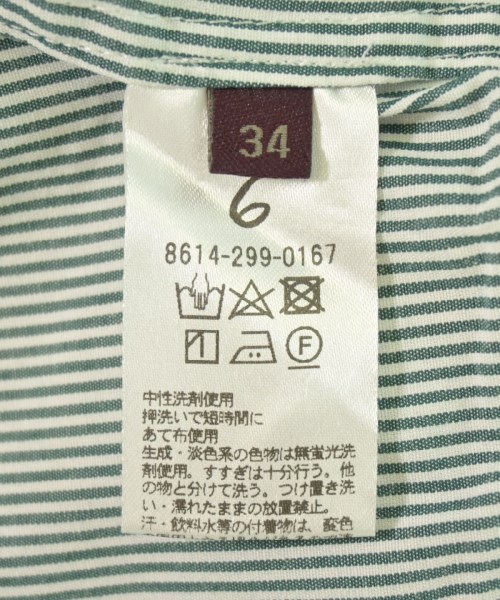 34
6
8614-299-0167
F
中性洗剤使用
押洗いで短時間に
あて布使用
生成・淡色系の色物は無蛍光洗
剤使用。すすぎは十分行う。他
の物と分けて洗う。つけ置き洗
い・濡れたままの放置禁止。
汗・飲料水等の付着物は、変色